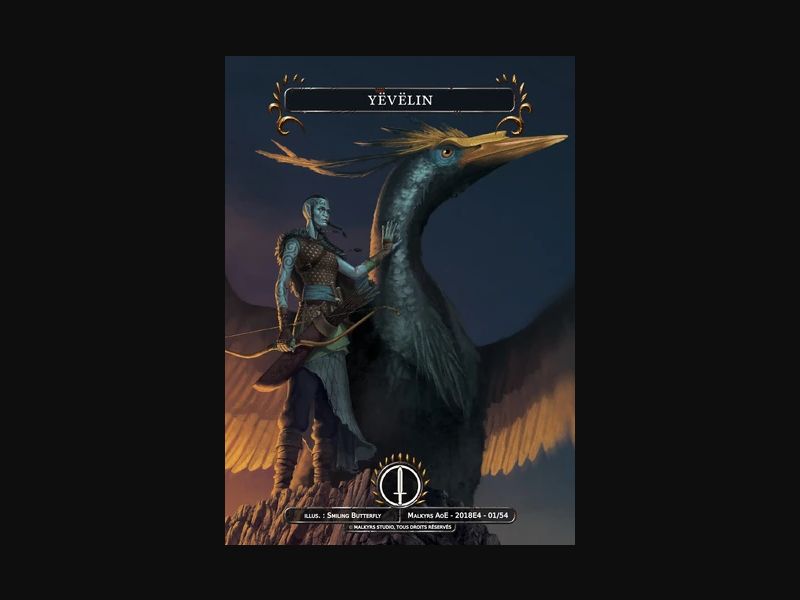 YËVËLIN
illus. : Smiling Butterfly
Malkyrs AoE - 2018E4 - 01/54
© MALKYRS STUDIO, TOUS DROITS RÉSERVÉS